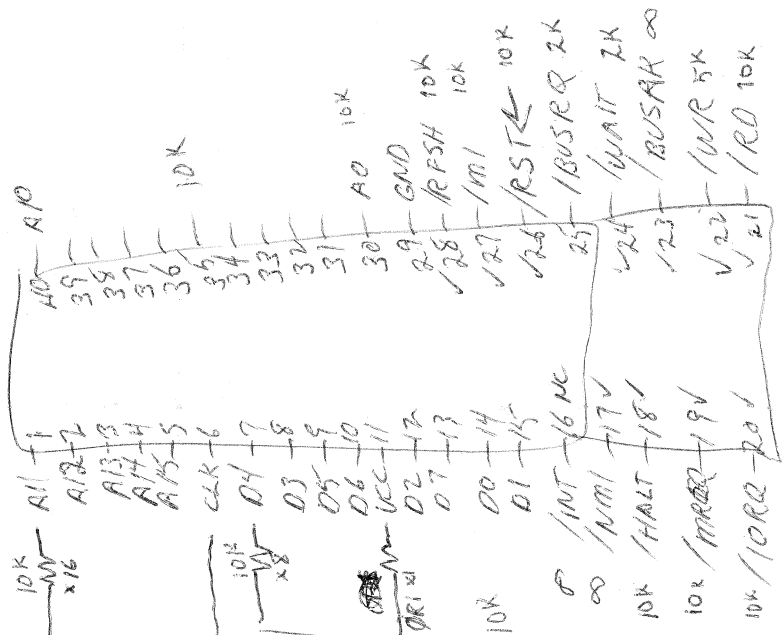 A11 1
A12 2
A13 3
A14 4
A15 5
CLK 6
D4 7
D3 8
D5 9
D6 10
VCC 11
D2 12
D7 13
D0 14
D1 15
∞ /INT 16 NC
∞ /NMI 17 ✓
10K /HALT 18 ✓
10K /MREQ 19 ✓
10K /IORQ 20 ✓
40 A10
39
38
37
36
35
34
33
32
31
30 A0 10K
29 GND
✓28 /RFSH 10K
✓27 /M1 10K
✓26 /RST ← 10K
25 /BUSRQ 2K
✓24 /WAIT 2K
✓23 /BUSAK ∞
✓22 /WR 5K
✓21 /RD 10K
10K
10K
x16
10K
x8
ØR1 x1
10K